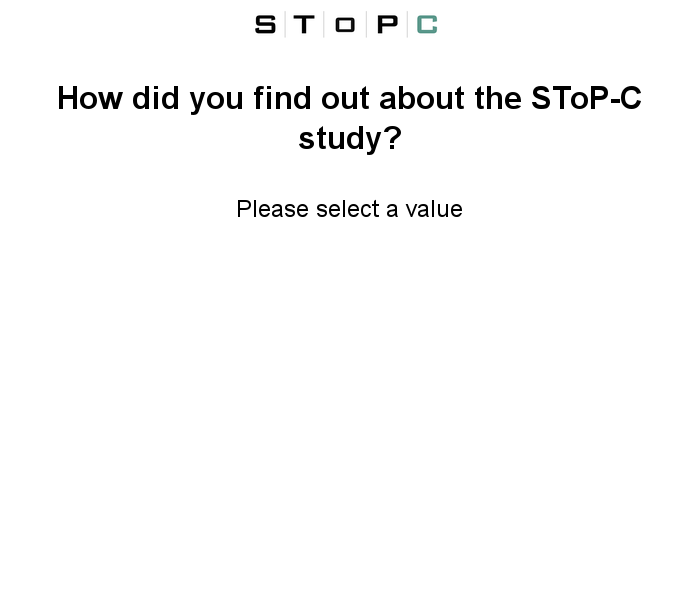 S T o P C
How did you find out about the SToP-C
study?
Please select a value